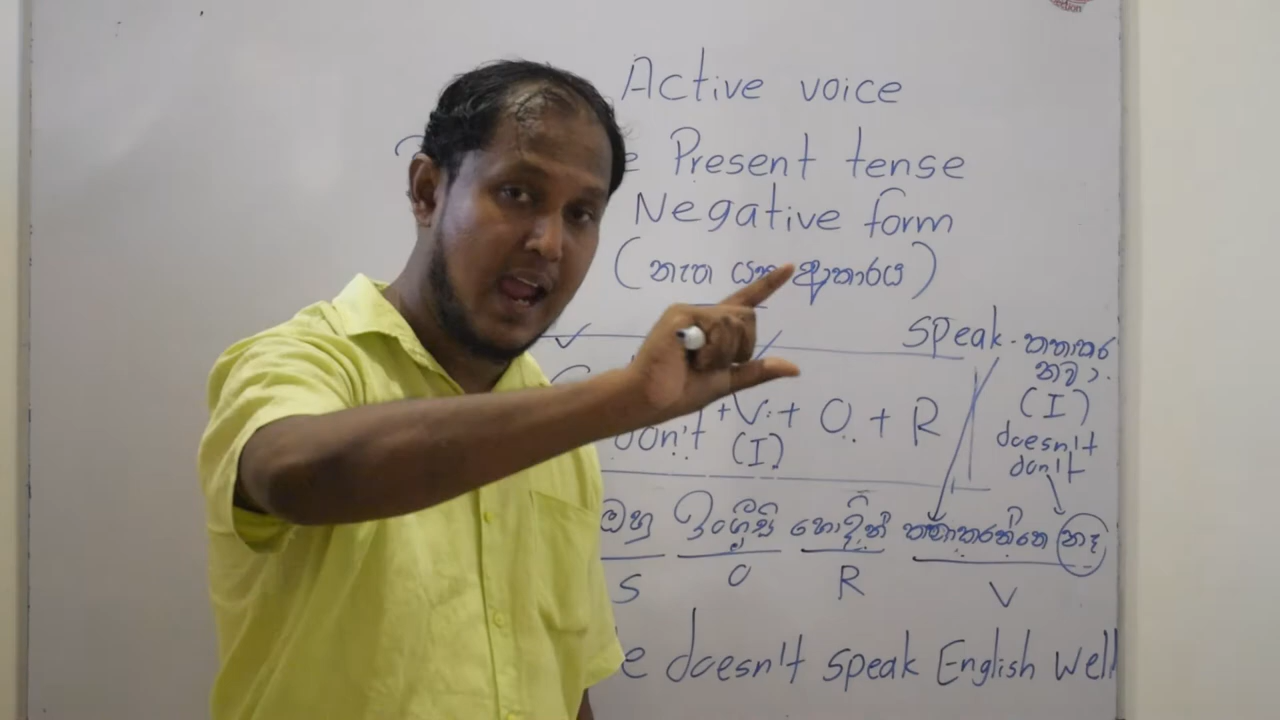 ction
Active voice
Present tense
Negative form
(නැත යන ආකාරය)
Speak - කතාකර
නවා.
(I)
doesn't
don't
don't + V + O + R
(I)
ඔහු ඉංග්‍රීසි හොඳින් කතාකරන්නෙ නෑ
S O R V
e doesn't speak English well